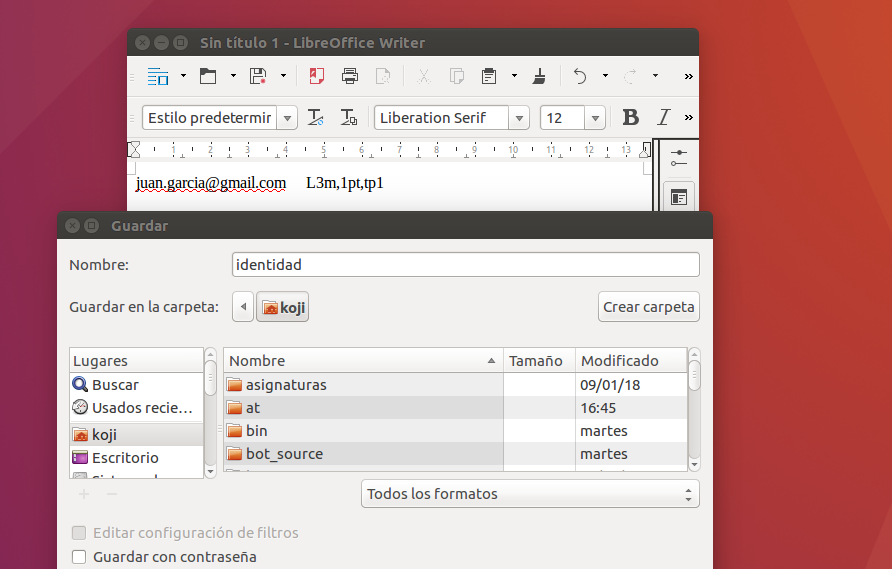 Sin título 1 - LibreOffice Writer
Estilo predetermir
Liberation Serif
12
B
I
1 2 3 4 5 6 7 8 9 10 11 12 13
juan.garcia@gmail.com L3m,1pt,tp1
Guardar
Nombre: identidad
Guardar en la carpeta: koji
Crear carpeta
Lugares
Nombre Tamaño Modificado
Buscar
asignaturas 09/01/18
Usados recie...
at 16:45
koji
bin martes
Escritorio
bot_source martes
Todos los formatos
Editar configuración de filtros
Guardar con contraseña